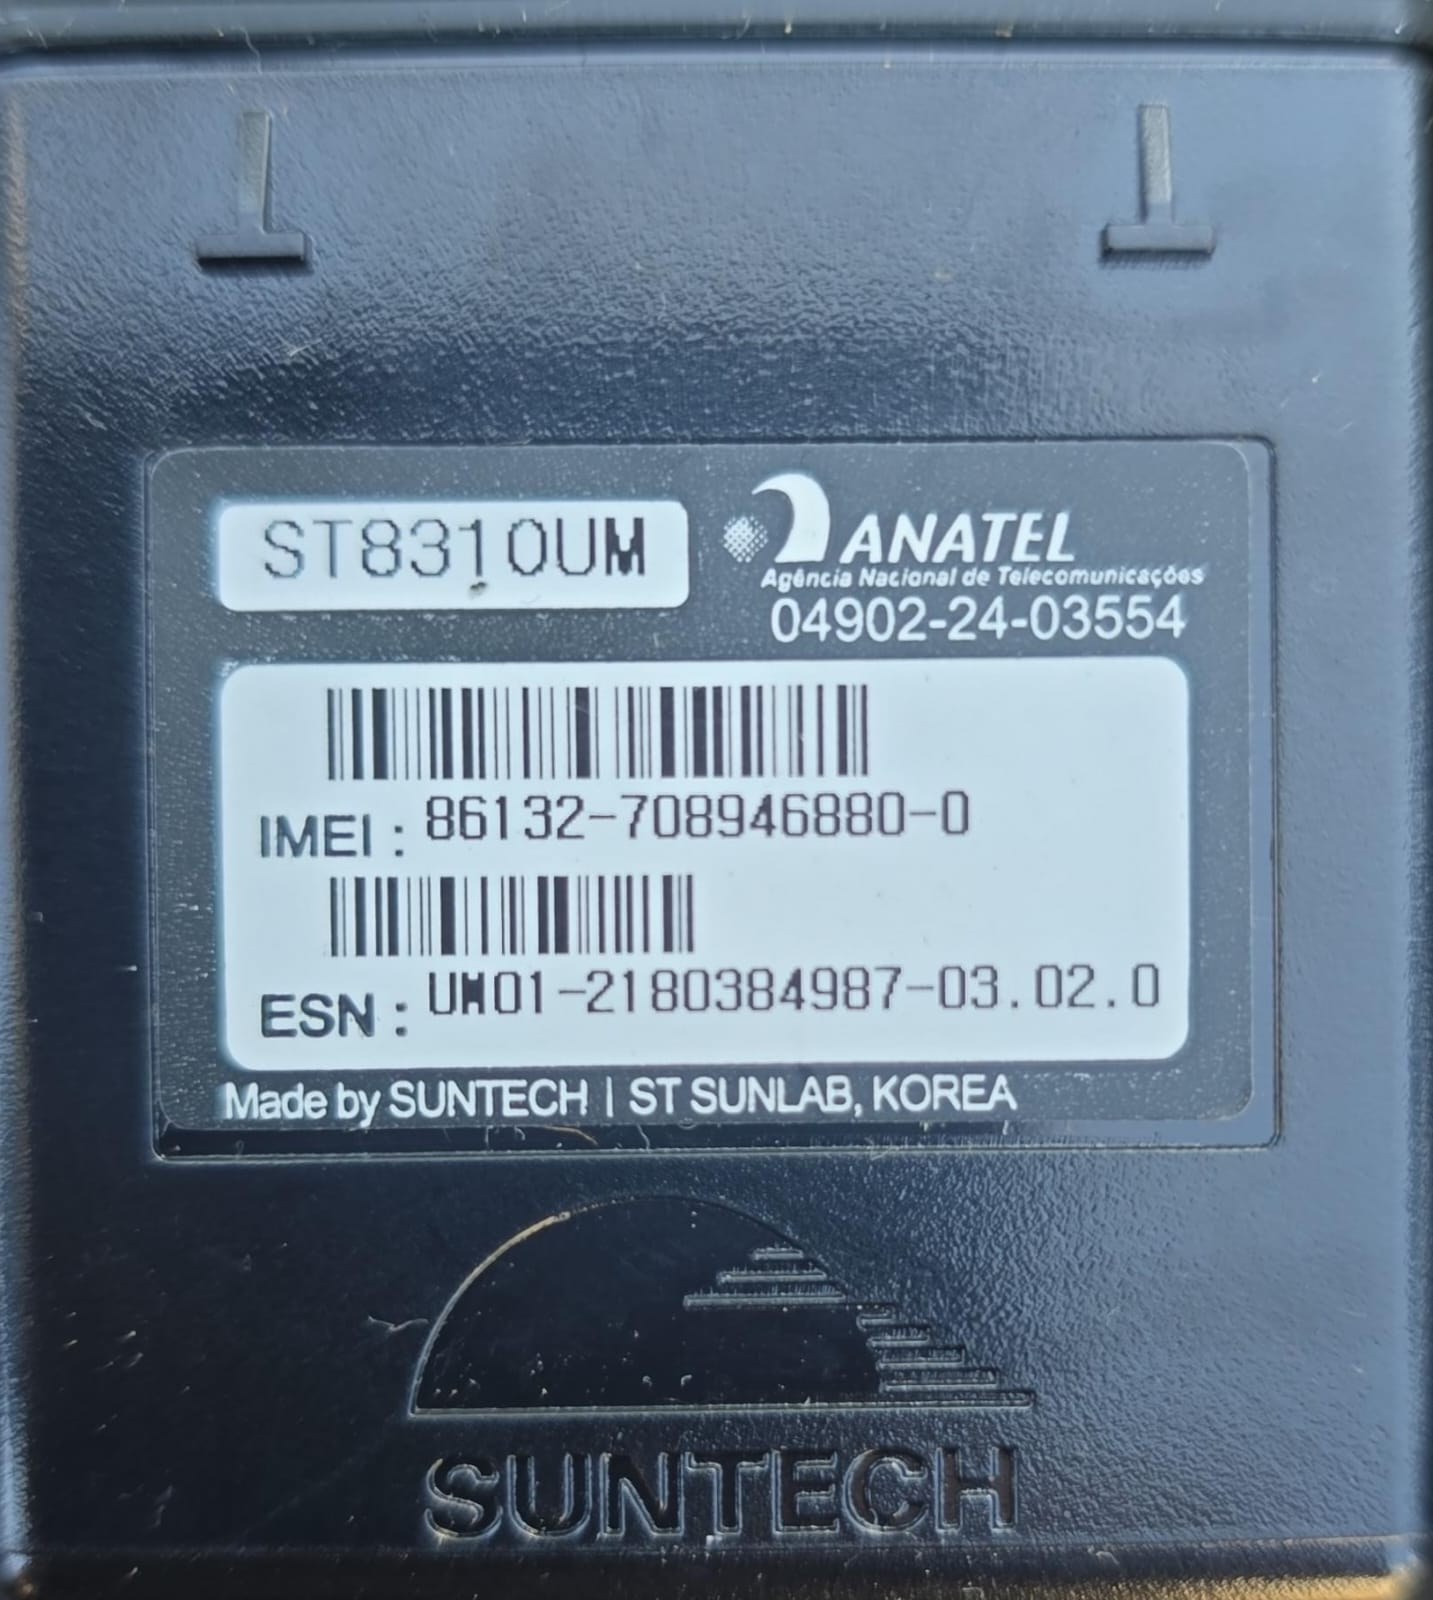 ST8310UM
ANATEL
Agência Nacional de Telecomunicações
04902-24-03554
IMEI : 86132-708946880-0
ESN : UM01-2180384987-03.02.0
Made by SUNTECH | ST SUNLAB, KOREA
SUNTECH